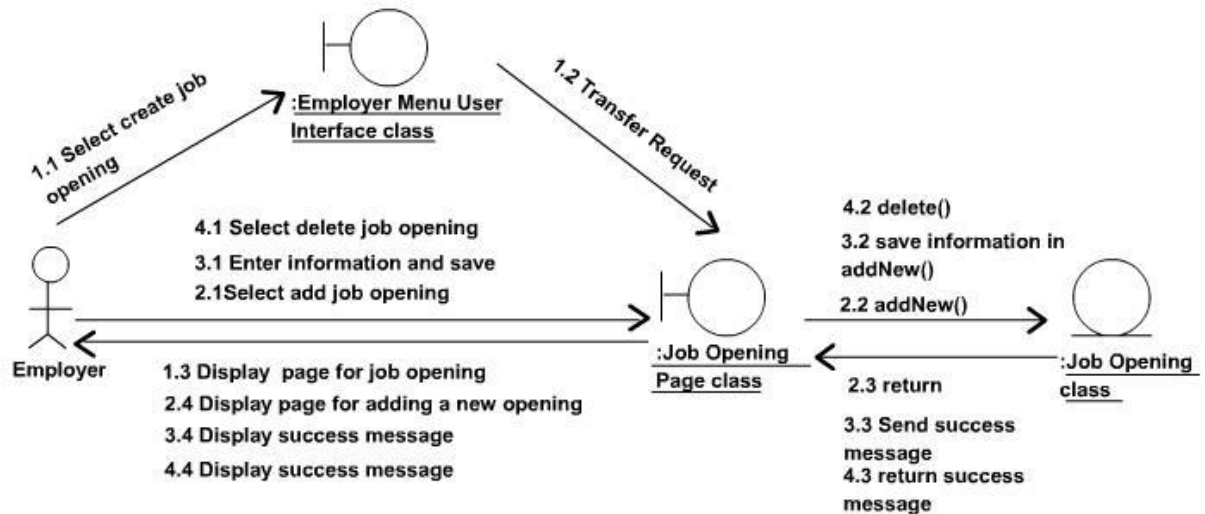 1.1 Select create job
opening
:Employer Menu User
Interface class
1.2 Transfer Request
4.1 Select delete job opening
3.1 Enter information and save
2.1Select add job opening
Employer
1.3 Display page for job opening
2.4 Display page for adding a new opening
3.4 Display success message
4.4 Display success message
:Job Opening
Page class
4.2 delete()
3.2 save information in
addNew()
2.2 addNew()
:Job Opening
class
2.3 return
3.3 Send success
message
4.3 return success
message